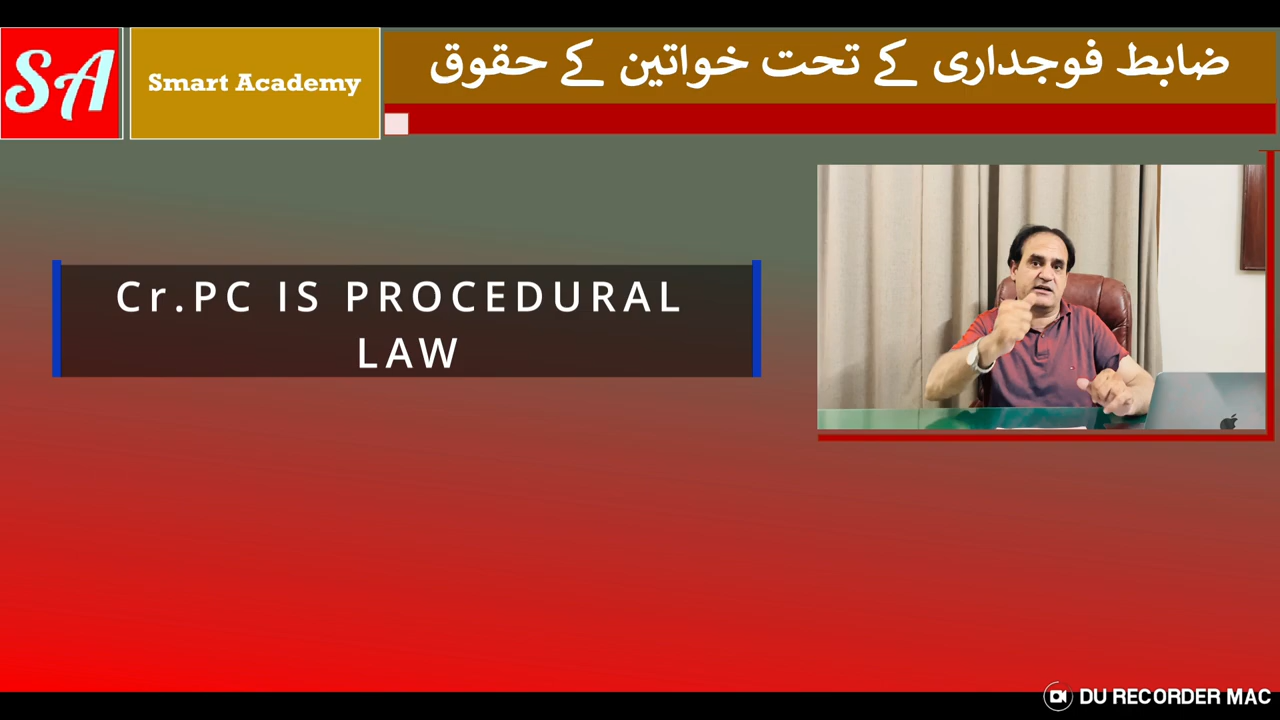 SA
Smart Academy
ضابط فوجداری کے تحت خواتین کے حقوق
Cr.PC IS PROCEDURAL
LAW
DU RECORDER MAC